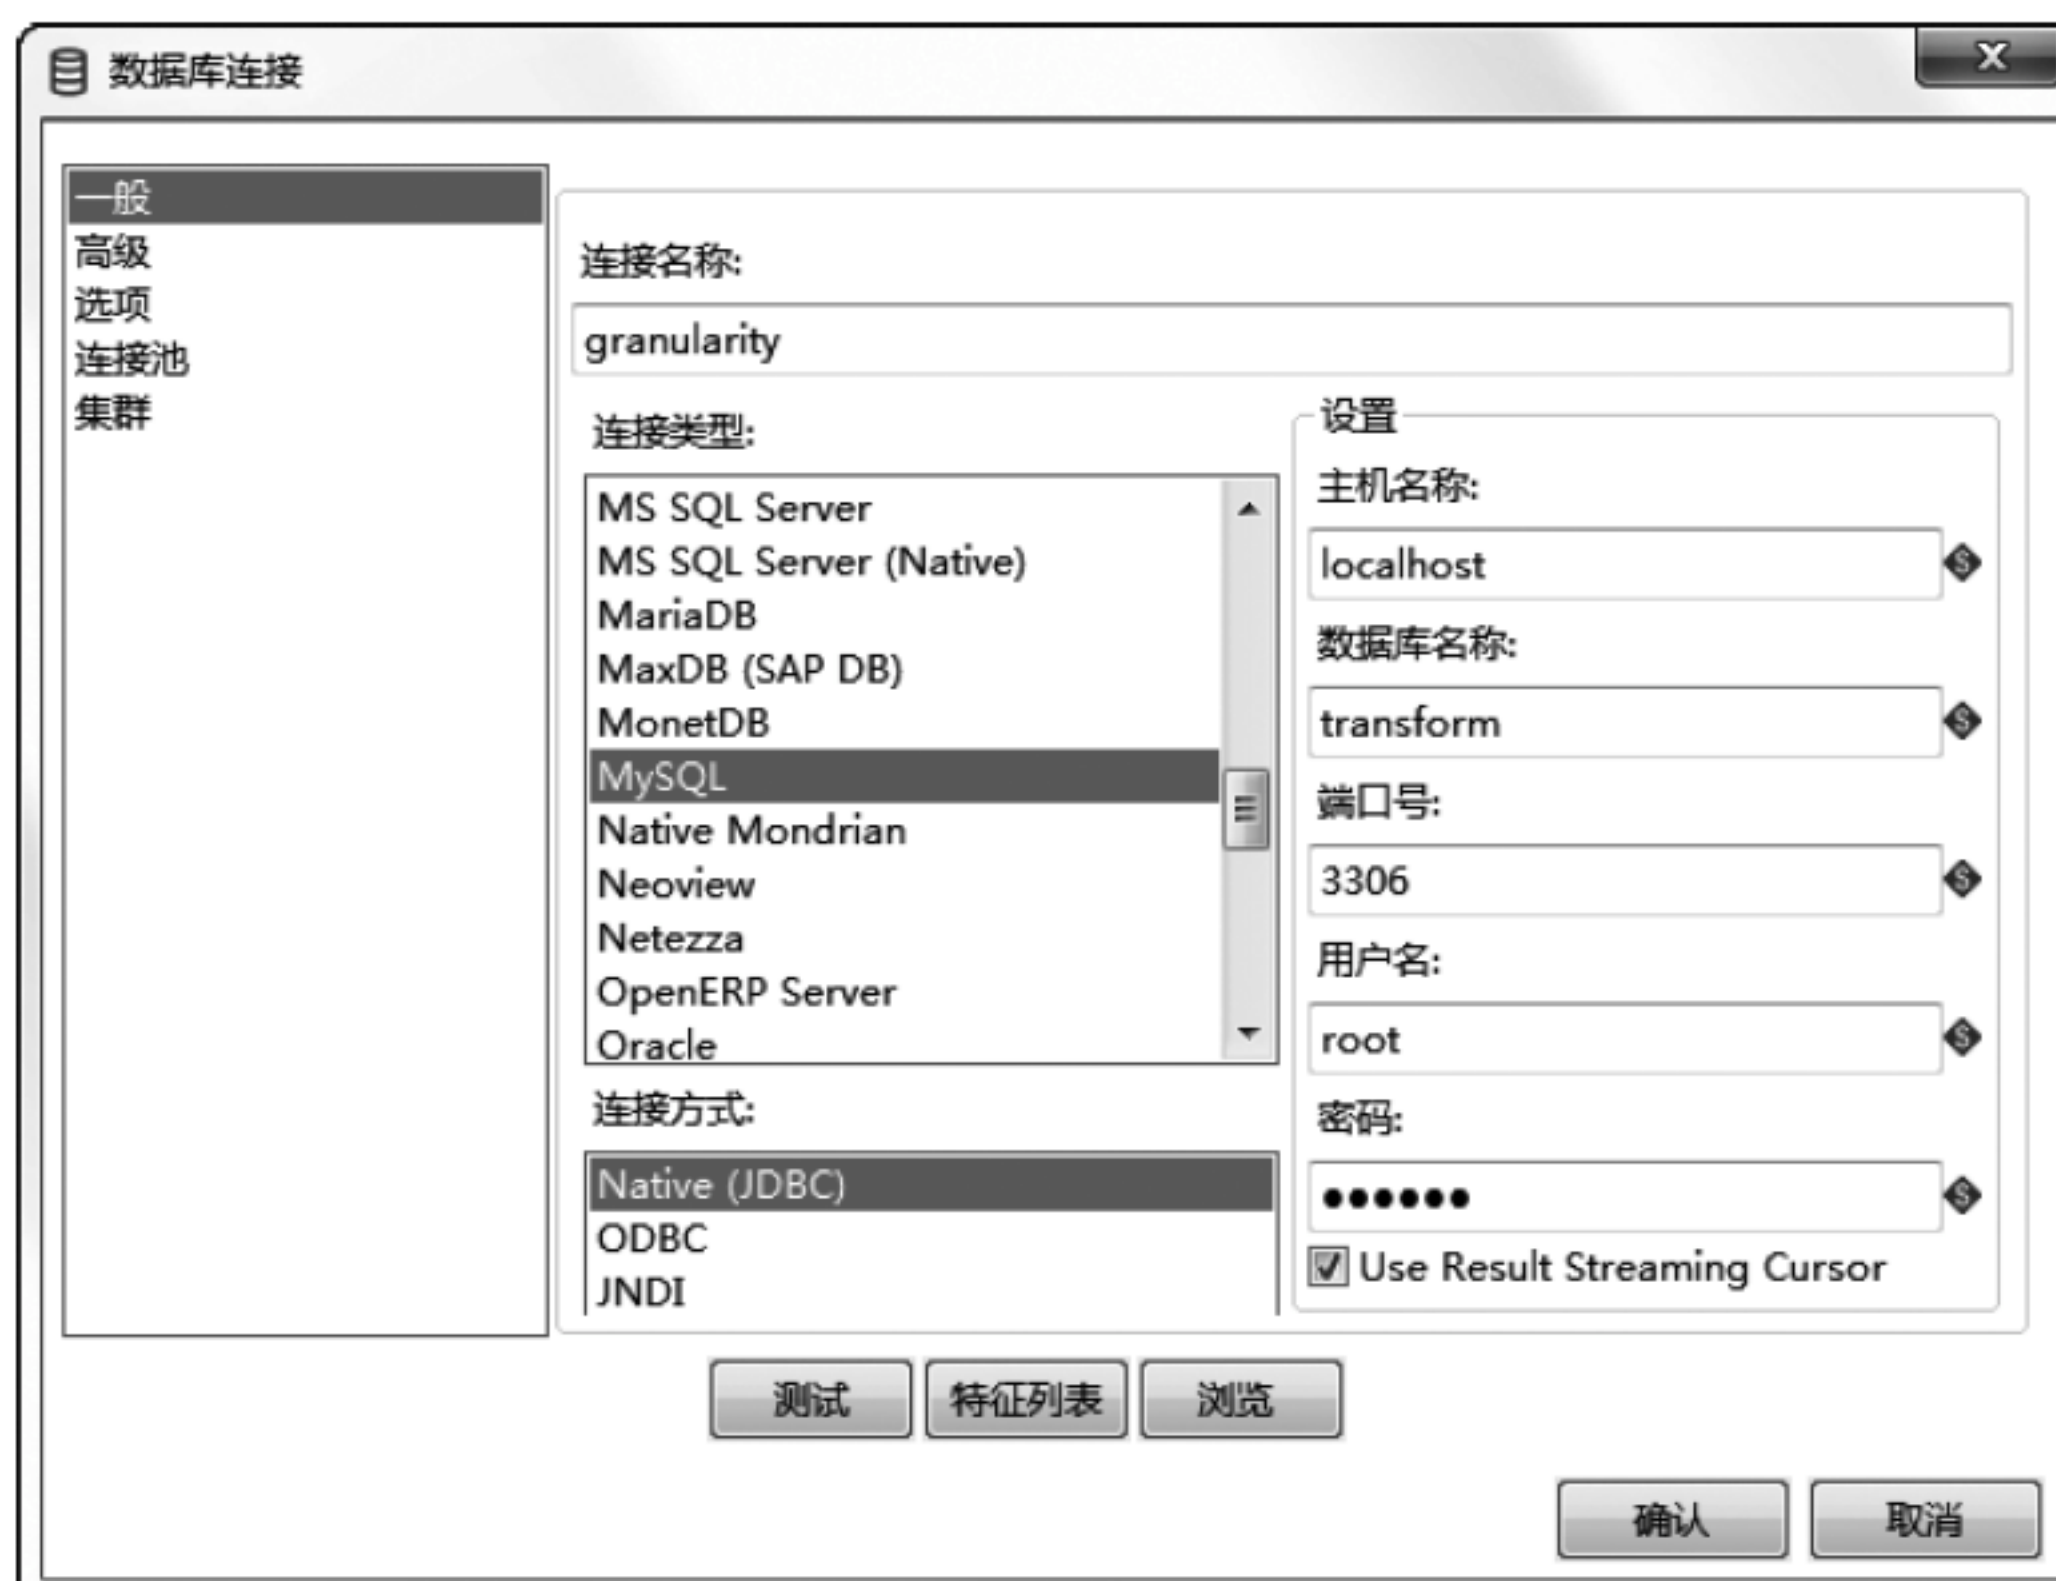 数据库连接
一般
高级
选项
连接池
集群
连接名称:
granularity
连接类型:
MS SQL Server
MS SQL Server (Native)
MariaDB
MaxDB (SAP DB)
MonetDB
MySQL
Native Mondrian
Neoview
Netezza
OpenERP Server
Oracle
连接方式:
Native (JDBC)
ODBC
JNDI
设置
主机名称:
localhost
数据库名称:
transform
端口号:
3306
用户名:
root
密码:
●●●●●●
Use Result Streaming Cursor
测试
特征列表
浏览
确认
取消